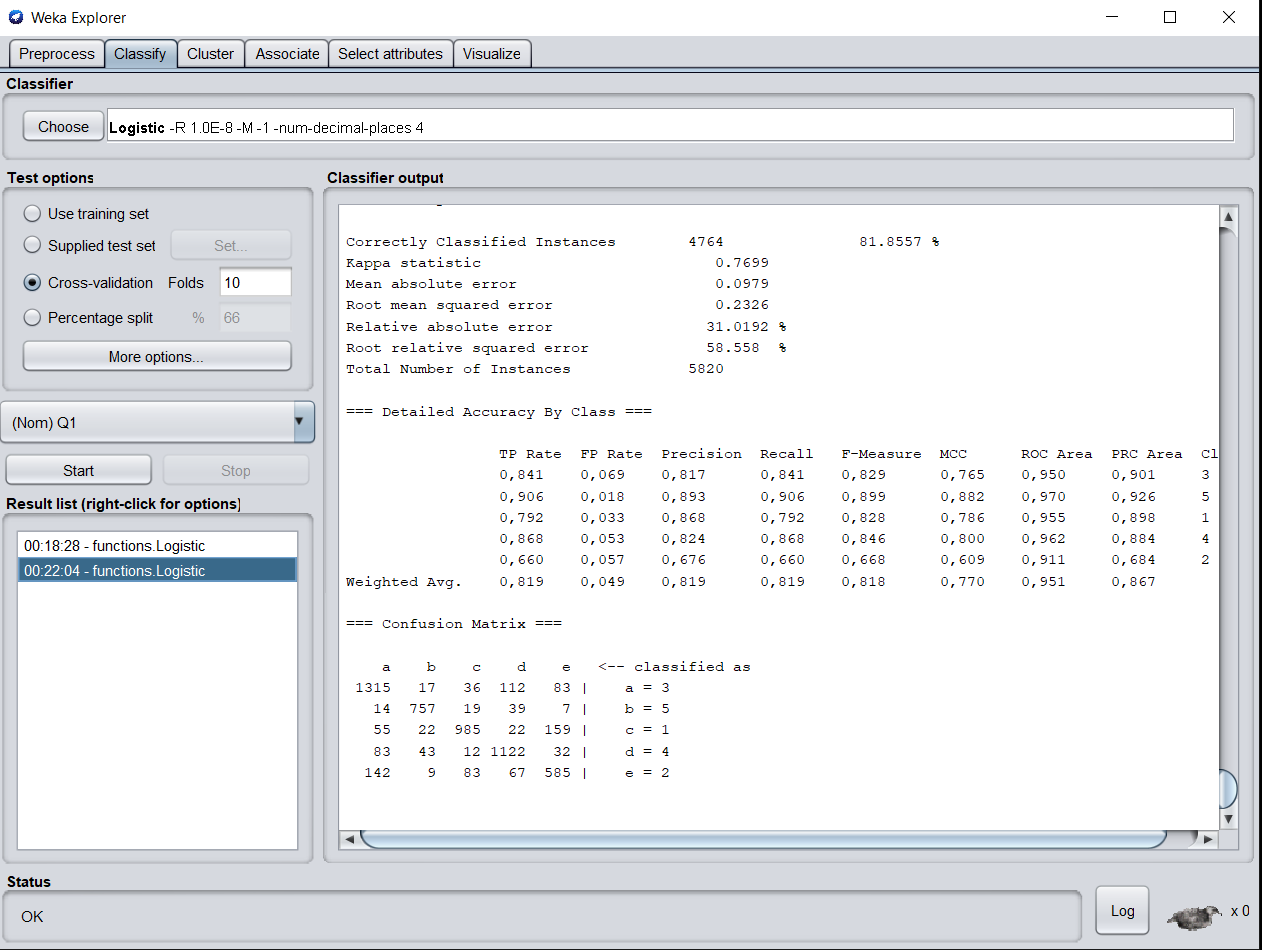 Weka Explorer
Preprocess Classify Cluster Associate Select attributes Visualize
Classifier
Choose Logistic -R 1.0E-8 -M -1 -num-decimal-places 4
Test options
Use training set
Supplied test set Set...
Cross-validation Folds 10
Percentage split % 66
More options...
(Nom) Q1
Start Stop
Result list (right-click for options)
00:18:28 - functions.Logistic
00:22:04 - functions.Logistic
Classifier output
Correctly Classified Instances 4764 81.8557 %
Kappa statistic 0.7699
Mean absolute error 0.0979
Root mean squared error 0.2326
Relative absolute error 31.0192 %
Root relative squared error 58.558 %
Total Number of Instances 5820
=== Detailed Accuracy By Class ===
TP Rate FP Rate Precision Recall F-Measure MCC ROC Area PRC Area Cl
0,841 0,069 0,817 0,841 0,829 0,765 0,950 0,901 3
0,906 0,018 0,893 0,906 0,899 0,882 0,970 0,926 5
0,792 0,033 0,868 0,792 0,828 0,786 0,955 0,898 1
0,868 0,053 0,824 0,868 0,846 0,800 0,962 0,884 4
0,660 0,057 0,676 0,660 0,668 0,609 0,911 0,684 2
Weighted Avg. 0,819 0,049 0,819 0,819 0,818 0,770 0,951 0,867
=== Confusion Matrix ===
a b c d e <-- classified as
1315 17 36 112 83 | a = 3
14 757 19 39 7 | b = 5
55 22 985 22 159 | c = 1
83 43 12 1122 32 | d = 4
142 9 83 67 585 | e = 2
Status
OK
Log x 0